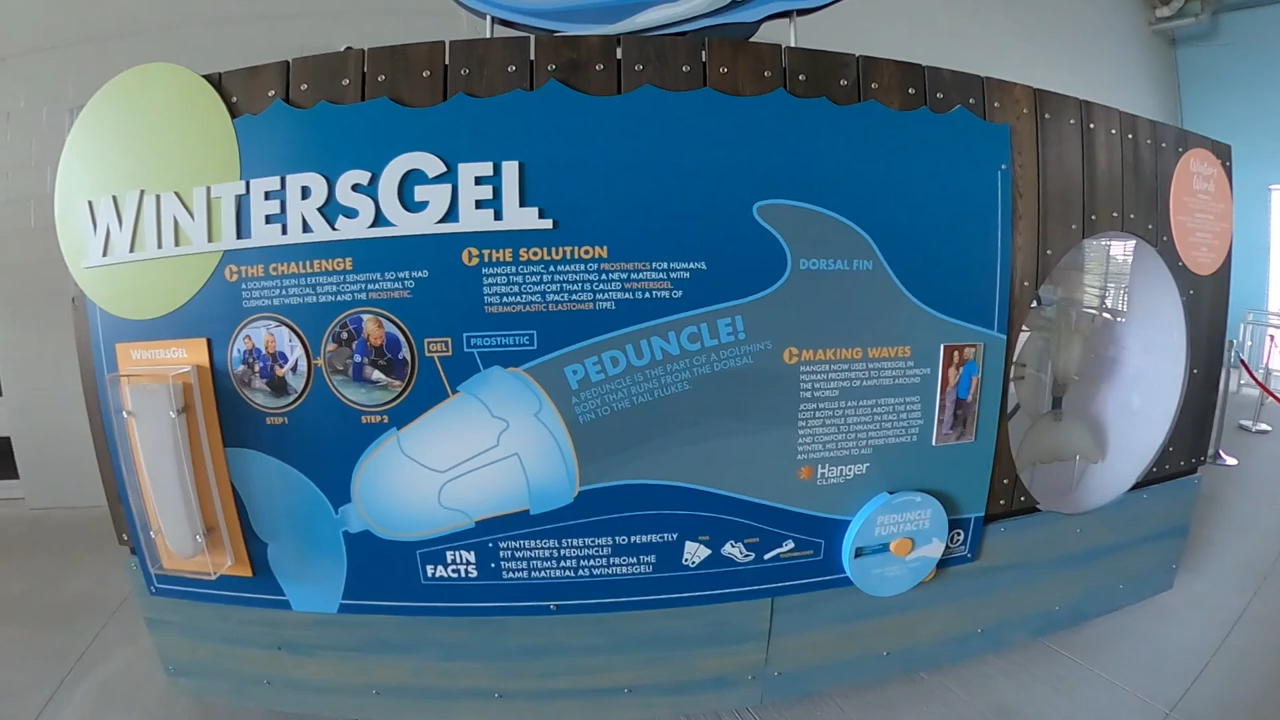 WINTERSGEL
THE CHALLENGE
A DOLPHIN'S SKIN IS EXTREMELY SENSITIVE, SO WE HAD
TO DEVELOP A SPECIAL, SUPER-COMFY MATERIAL TO
CUSHION BETWEEN HER SKIN AND THE PROSTHETIC.
STEP 1
STEP 2
WINTERSGEL
THE SOLUTION
HANGER CLINIC, A MAKER OF PROSTHETICS FOR HUMANS,
SAVED THE DAY BY INVENTING A NEW MATERIAL WITH
SUPERIOR COMFORT THAT IS CALLED WINTERSGEL.
THIS AMAZING, SPACE-AGED MATERIAL IS A TYPE OF
THERMOPLASTIC ELASTOMER (TPE).
GEL
PROSTHETIC
PEDUNCLE!
A PEDUNCLE IS THE PART OF A DOLPHIN'S
BODY THAT RUNS FROM THE DORSAL
FIN TO THE TAIL FLUKES.
DORSAL FIN
MAKING WAVES
HANGER NOW USES WINTERSGEL IN
HUMAN PROSTHETICS TO GREATLY IMPROVE
THE WELLBEING OF AMPUTEES AROUND
THE WORLD!
JOSH WELLS IS AN ARMY VETERAN WHO
LOST BOTH OF HIS LEGS ABOVE THE KNEE
IN 2007 WHILE SERVING IN IRAQ. HE USES
WINTERSGEL TO ENHANCE THE FUNCTION
AND COMFORT OF HIS PROSTHETICS. LIKE
WINTER, HIS STORY OF PERSEVERANCE IS
AN INSPIRATION TO ALL!
Hanger
CLINIC
FIN
FACTS
• WINTERSGEL STRETCHES TO PERFECTLY
FIT WINTER'S PEDUNCLE!
• THESE ITEMS ARE MADE FROM THE
SAME MATERIAL AS WINTERSGEL!
FINS
SHOES
TOOTHBRUSHES
PEDUNCLE
FUN FACTS
Winter's
Words